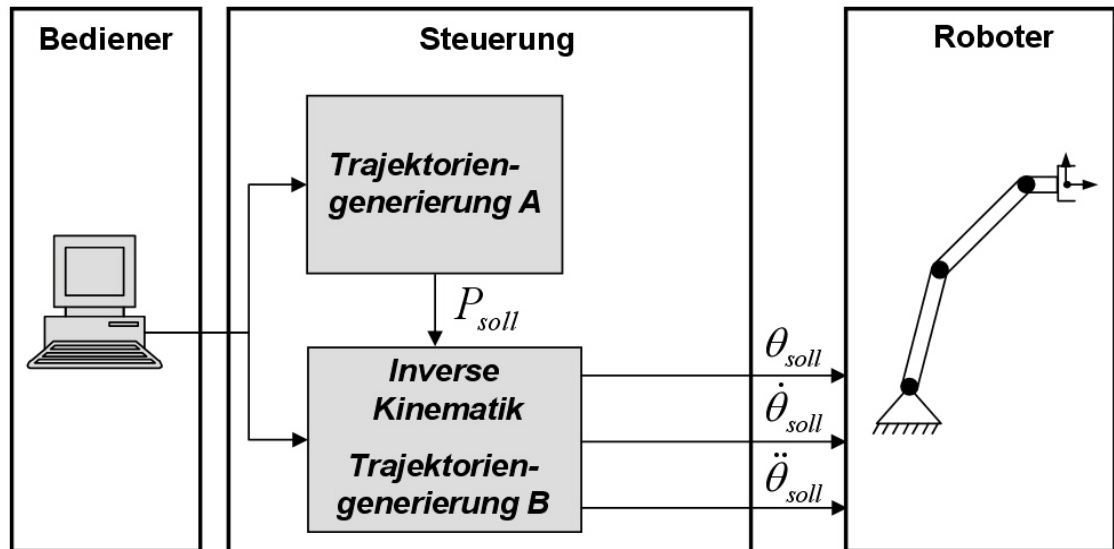 Bediener
Steuerung
Roboter
Trajektorien-
generierung A
P_soll
Inverse
Kinematik
Trajektorien-
generierung B
θ_soll
θ̇_soll
θ̈_soll